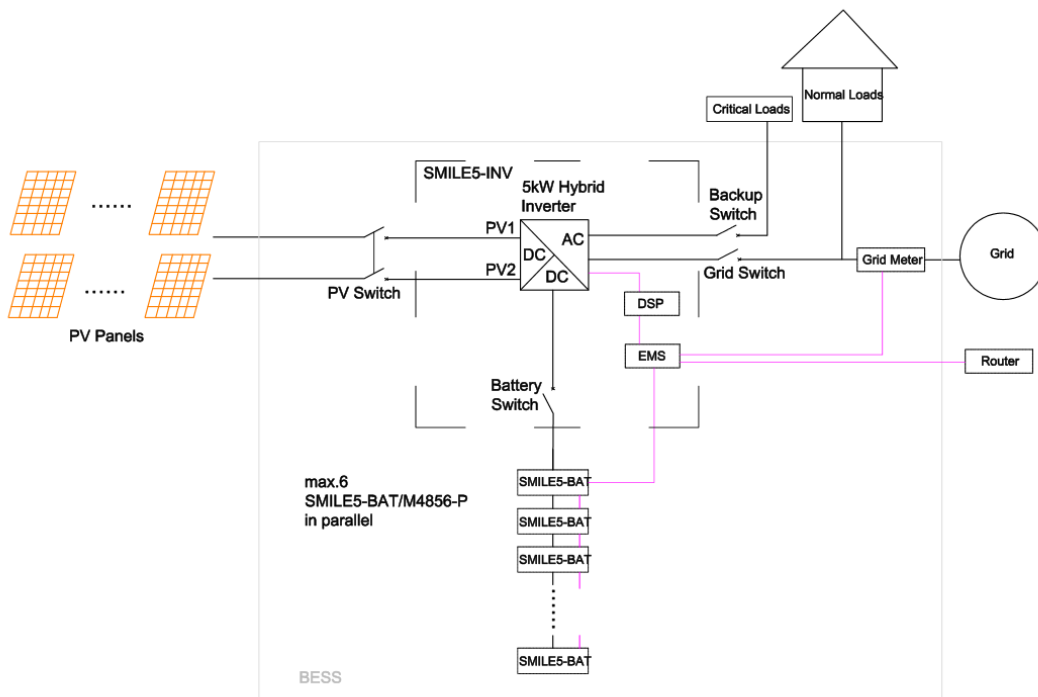 Normal Loads
Critical Loads
SMILE5-INV
5kW Hybrid
Inverter
Backup
Switch
PV1
AC
DC
PV2
DC
Grid Switch
Grid Meter
Grid
PV Switch
DSP
PV Panels
EMS
Router
Battery
Switch
max.6
SMILE5-BAT/M4856-P
in parallel
SMILE5-BAT
SMILE5-BAT
SMILE5-BAT
SMILE5-BAT
BESS